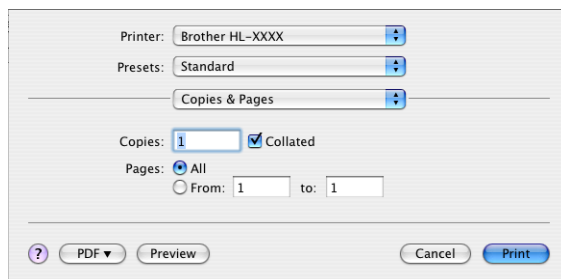 Printer: Brother HL-XXXX
Presets: Standard
Copies & Pages
Copies: 1 Collated
Pages: All
From: 1 to: 1
? PDF ▼ Preview Cancel Print